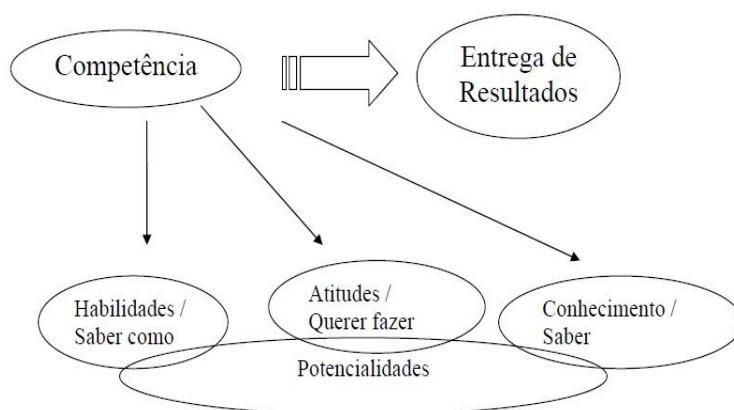 Competência
Entrega de
Resultados
Habilidades /
Saber como
Atitudes /
Querer fazer
Conhecimento /
Saber
Potencialidades